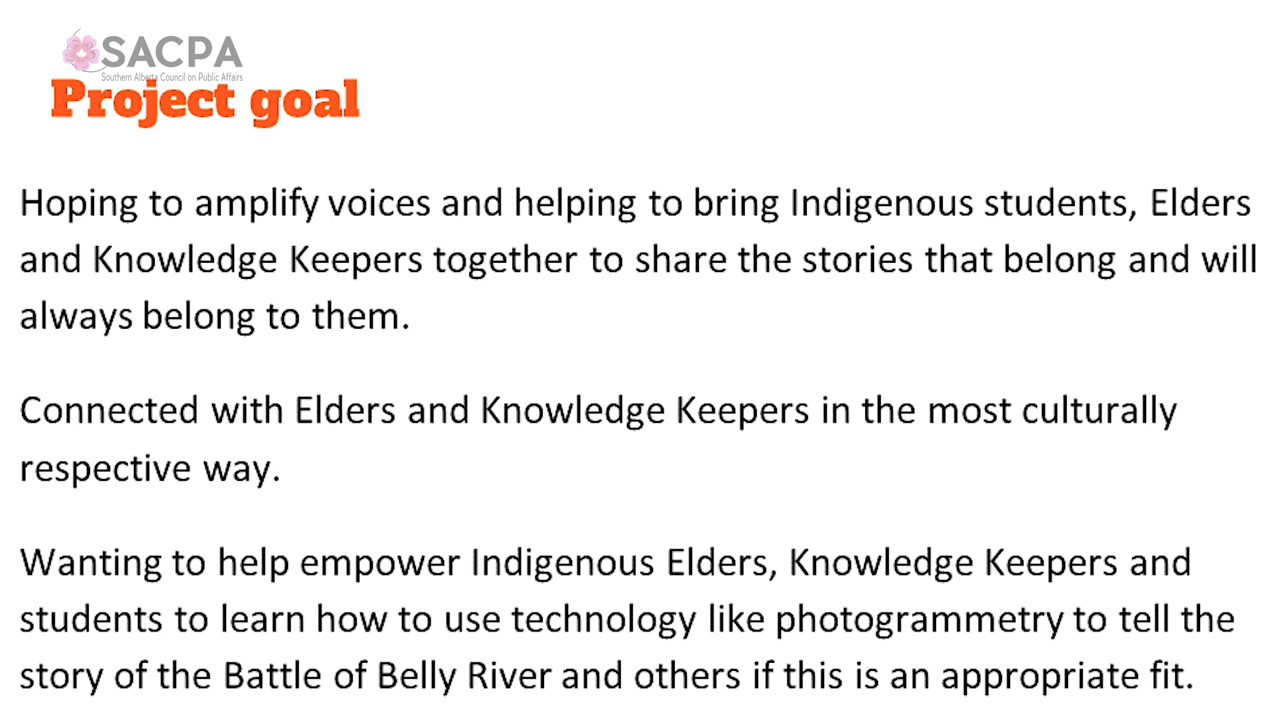 SACPA
Southern Alberta Council on Public Affairs
Project goal
Hoping to amplify voices and helping to bring Indigenous students, Elders
and Knowledge Keepers together to share the stories that belong and will
always belong to them.
Connected with Elders and Knowledge Keepers in the most culturally
respective way.
Wanting to help empower Indigenous Elders, Knowledge Keepers and
students to learn how to use technology like photogrammetry to tell the
story of the Battle of Belly River and others if this is an appropriate fit.